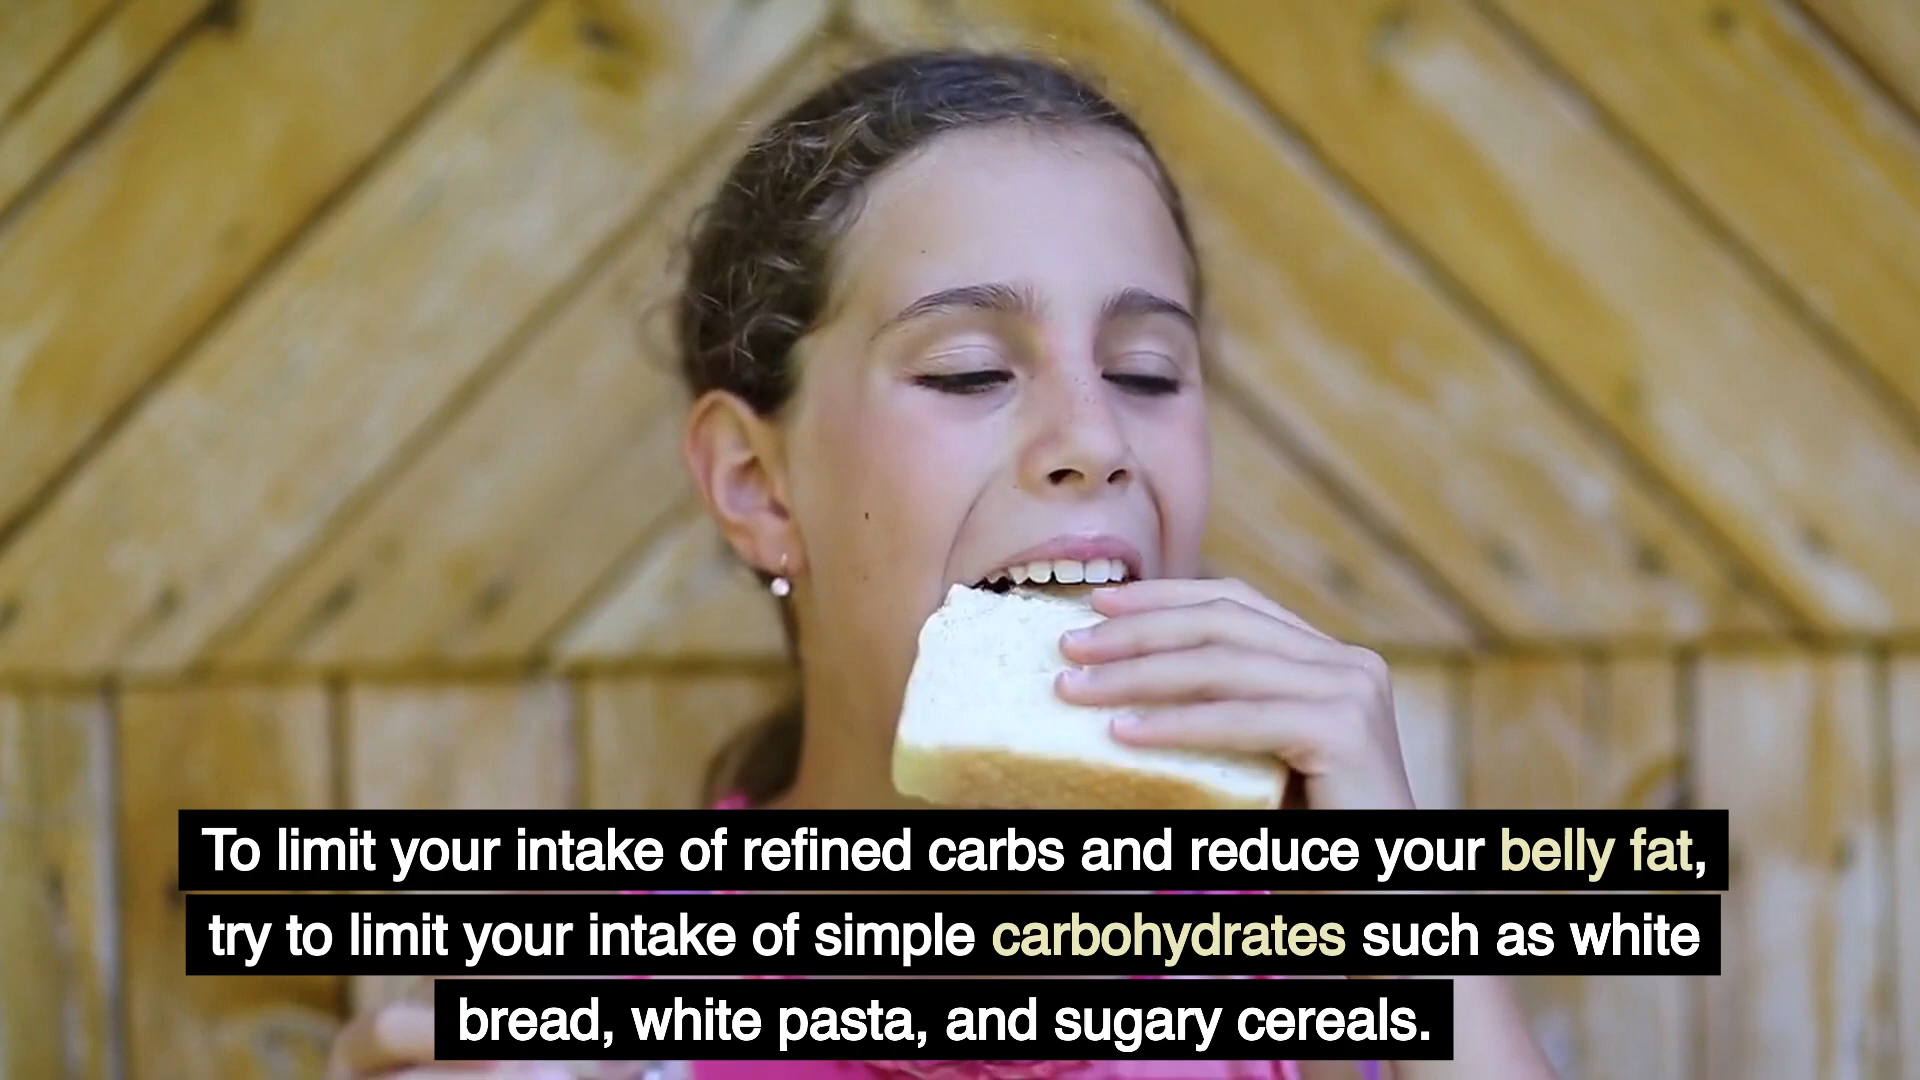 To limit your intake of refined carbs and reduce your belly fat,
try to limit your intake of simple carbohydrates such as white
bread, white pasta, and sugary cereals.